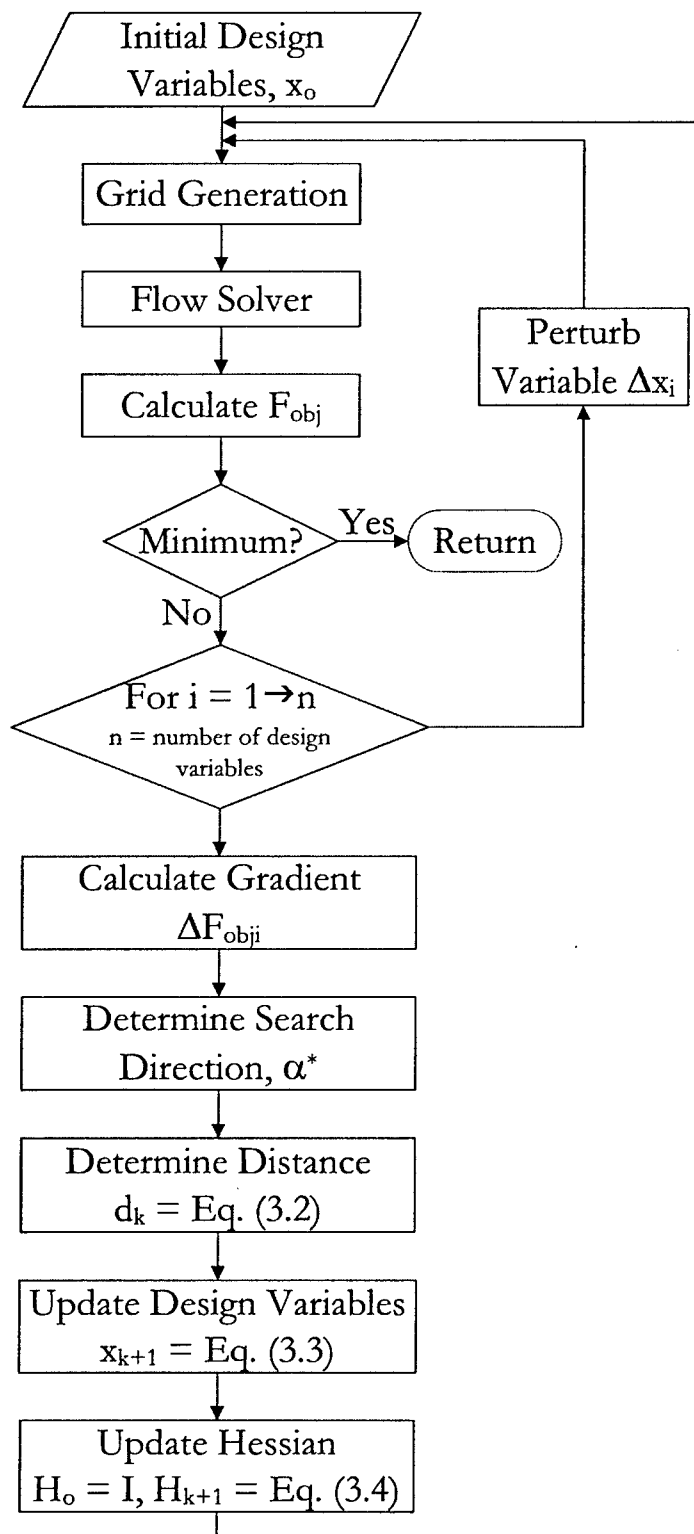 Initial Design
Variables, xₒ
Grid Generation
Flow Solver
Perturb
Variable Δxᵢ
Calculate F_obj
Minimum?
Yes
Return
No
For i = 1→n
n = number of design
variables
Calculate Gradient
ΔF_obji
Determine Search
Direction, α*
Determine Distance
dₖ = Eq. (3.2)
Update Design Variables
xₖ₊₁ = Eq. (3.3)
Update Hessian
Hₒ = I, Hₖ₊₁ = Eq. (3.4)